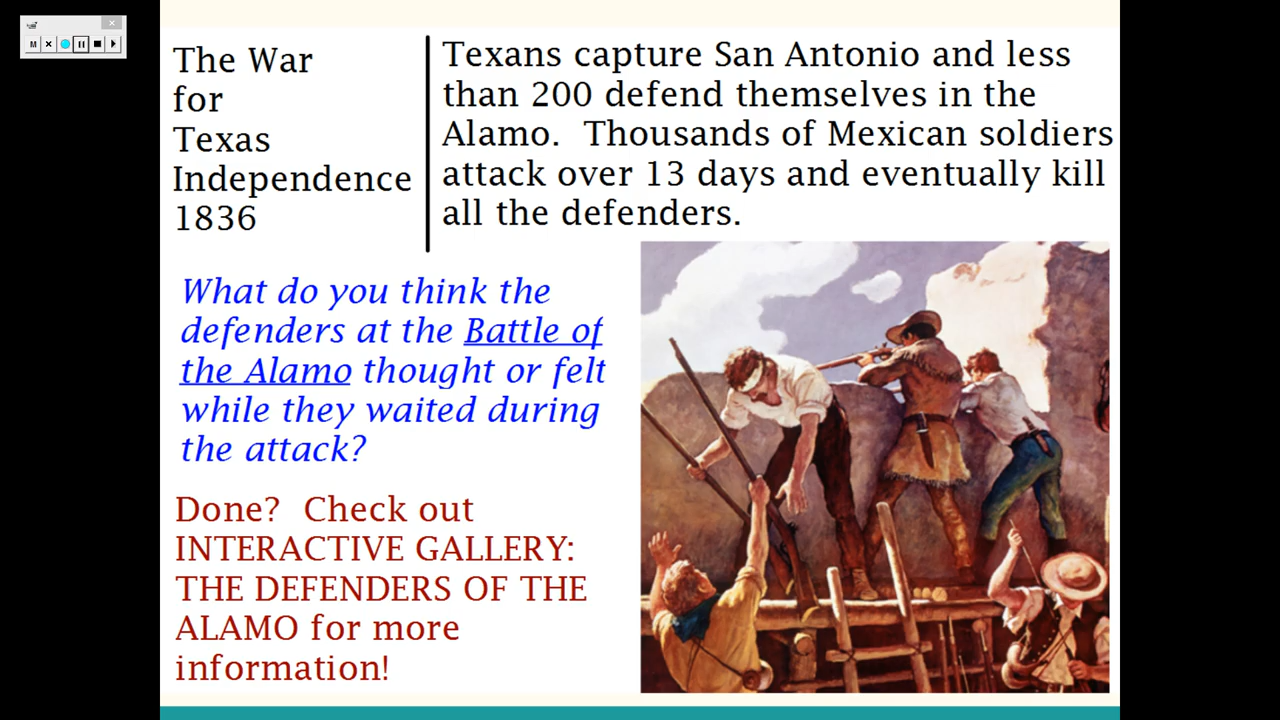 M
The War
for
Texas
Independence
1836
Texans capture San Antonio and less
than 200 defend themselves in the
Alamo.  Thousands of Mexican soldiers
attack over 13 days and eventually kill
all the defenders.
What do you think the
defenders at the Battle of
the Alamo thought or felt
while they waited during
the attack?
Done?  Check out
INTERACTIVE GALLERY:
THE DEFENDERS OF THE
ALAMO for more
information!